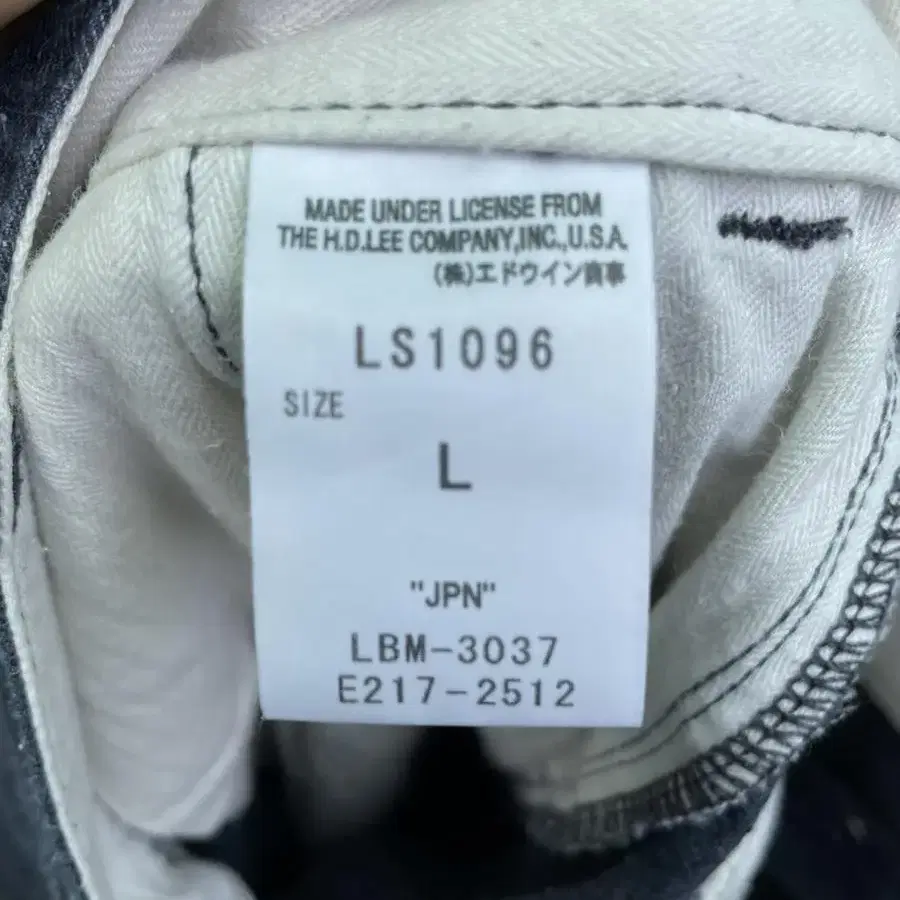 MADE UNDER LICENSE FROM
THE H.D.LEE COMPANY,INC.,U.S.A.
(株)エドウイン商事
LS1096
SIZE
L
"JPN"
LBM-3037
E217-2512